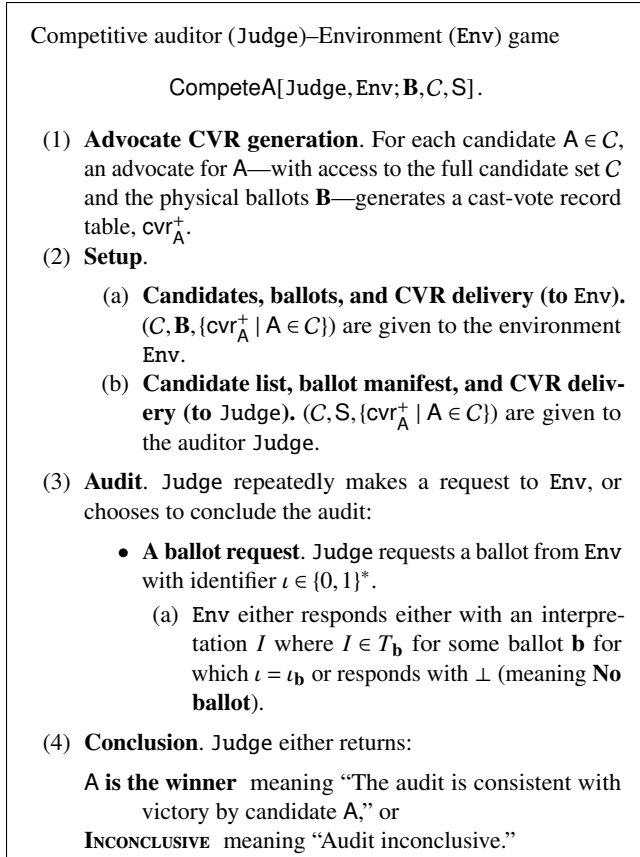 Competitive auditor (Judge)–Environment (Env) game
CompeteA[Judge,Env;B,C,S].
(1) Advocate CVR generation. For each candidate A ∈ C,
an advocate for A—with access to the full candidate set C
and the physical ballots B—generates a cast-vote record
table, cvr⁺_A.
(2) Setup.
(a) Candidates, ballots, and CVR delivery (to Env).
(C,B,{cvr⁺_A | A ∈ C}) are given to the environment
Env.
(b) Candidate list, ballot manifest, and CVR deliv-
ery (to Judge). (C,S,{cvr⁺_A | A ∈ C}) are given to
the auditor Judge.
(3) Audit. Judge repeatedly makes a request to Env, or
chooses to conclude the audit:
• A ballot request. Judge requests a ballot from Env
with identifier ι ∈ {0,1}*.
(a) Env either responds either with an interpre-
tation I where I ∈ T_b for some ballot b for
which ι = ι_b or responds with ⊥ (meaning No
ballot).
(4) Conclusion. Judge either returns:
A is the winner meaning “The audit is consistent with
victory by candidate A,” or
INCONCLUSIVE meaning “Audit inconclusive.”